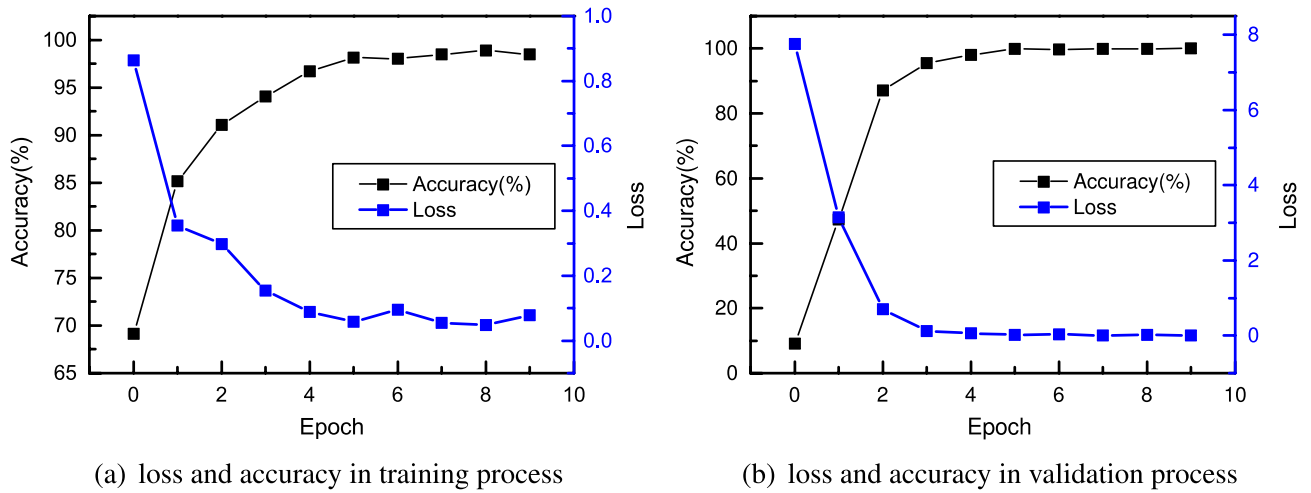 100
95
90
85
80
75
70
65
Accuracy(%)
Accuracy(%)
Loss
1.0
0.8
0.6
0.4
0.2
0.0
Loss
0 2 4 6 8 10
Epoch
(a) loss and accuracy in training process
100
80
60
40
20
0
Accuracy(%)
Accuracy(%)
Loss
8
6
4
2
0
Loss
0 2 4 6 8 10
Epoch
(b) loss and accuracy in validation process